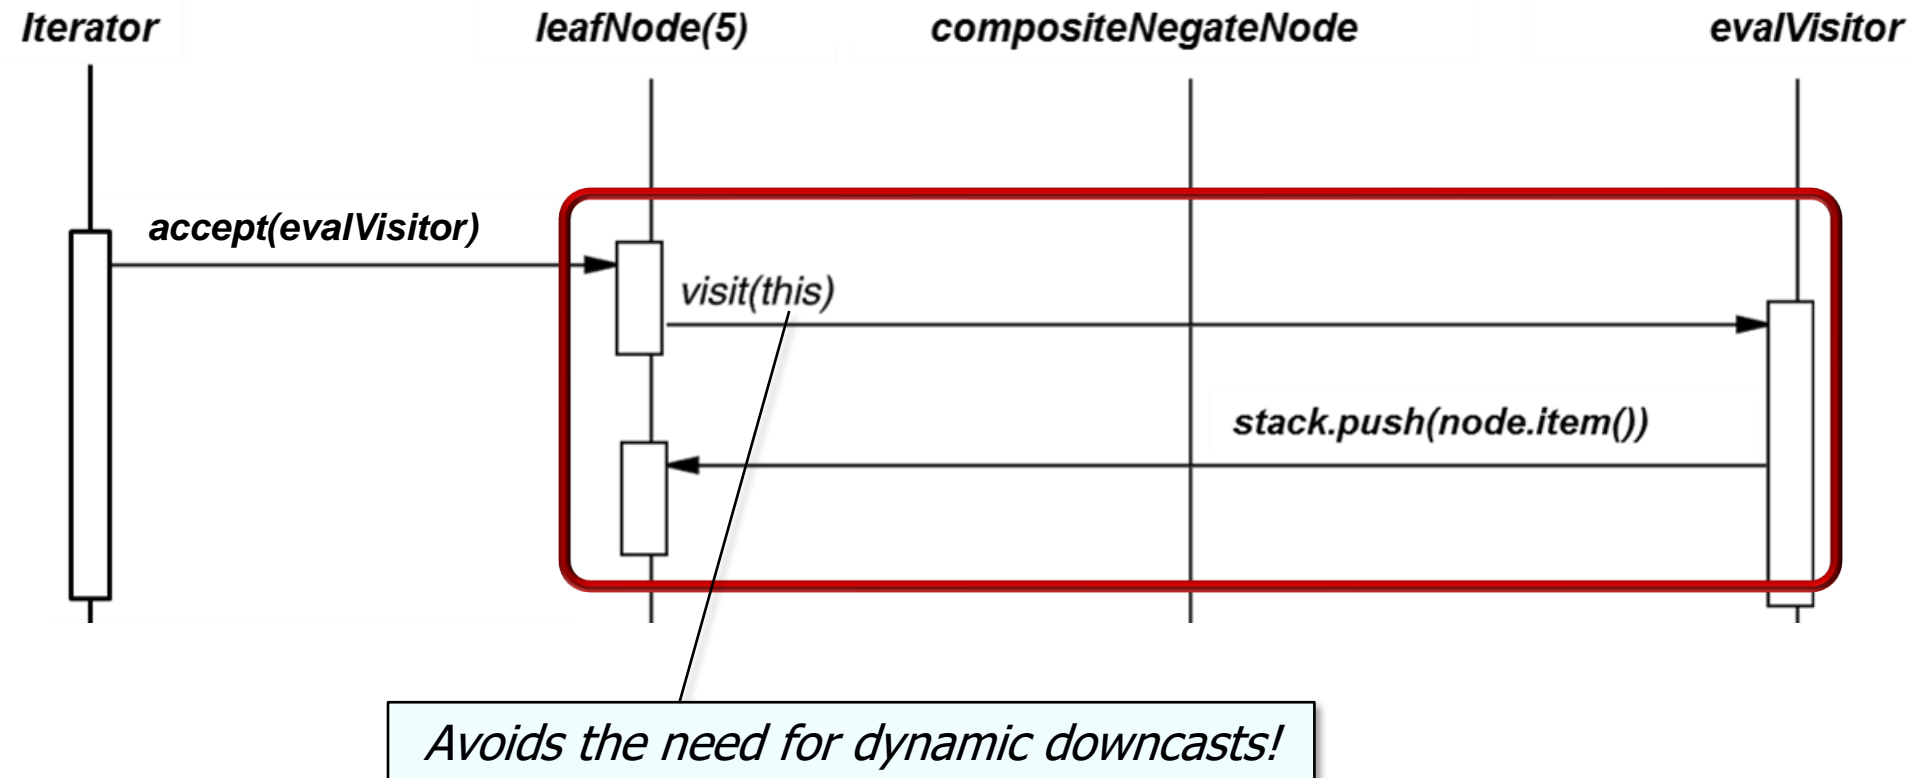 Iterator
leafNode(5)
compositeNegateNode
evalVisitor
accept(evalVisitor)
visit(this)
stack.push(node.item())
Avoids the need for dynamic downcasts!